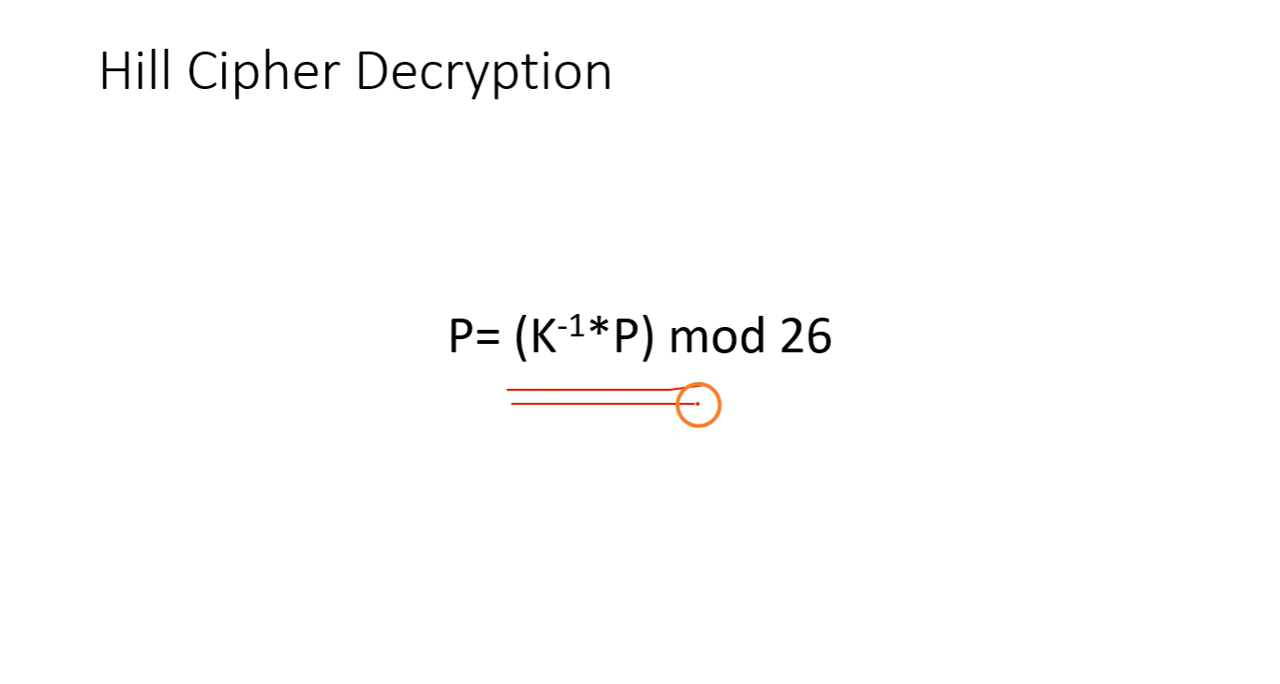 Hill Cipher Decryption
P= (K⁻¹*P) mod 26